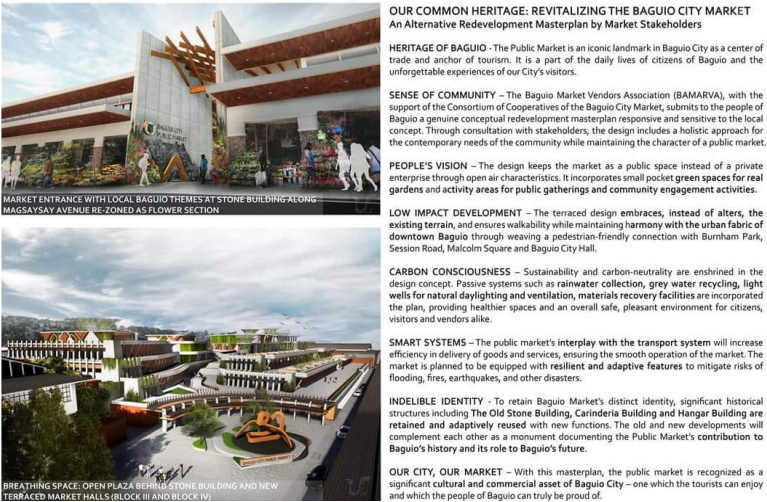 BAGUIO CITY
PUBLIC MARKET
MARKET ENTRANCE WITH LOCAL BAGUIO THEMES AT STONE BUILDING ALONG
MAGSAYSAY AVENUE RE-ZONED AS FLOWER SECTION
BAGUIO CITY PUBLIC MARKET
BREATHING SPACE: OPEN PLAZA BEHIND STONE BUILDING AND NEW
TERRACED MARKET HALLS (BLOCK III AND BLOCK IV)
OUR COMMON HERITAGE: REVITALIZING THE BAGUIO CITY MARKET
An Alternative Redevelopment Masterplan by Market Stakeholders
HERITAGE OF BAGUIO - The Public Market is an iconic landmark in Baguio City as a center of
trade and anchor of tourism. It is a part of the daily lives of citizens of Baguio and the
unforgettable experiences of our City's visitors.
SENSE OF COMMUNITY – The Baguio Market Vendors Association (BAMARVA), with the
support of the Consortium of Cooperatives of the Baguio City Market, submits to the people of
Baguio a genuine conceptual redevelopment masterplan responsive and sensitive to the local
concept. Through consultation with stakeholders, the design includes a holistic approach for
the contemporary needs of the community while maintaining the character of a public market.
PEOPLE'S VISION – The design keeps the market as a public space instead of a private
enterprise through open air characteristics. It incorporates small pocket green spaces for real
gardens and activity areas for public gatherings and community engagement activities.
LOW IMPACT DEVELOPMENT – The terraced design embraces, instead of alters, the
existing terrain, and ensures walkability while maintaining harmony with the urban fabric of
downtown Baguio through weaving a pedestrian-friendly connection with Burnham Park,
Session Road, Malcolm Square and Baguio City Hall.
CARBON CONSCIOUSNESS – Sustainability and carbon-neutrality are enshrined in the
design concept. Passive systems such as rainwater collection, grey water recycling, light
wells for natural daylighting and ventilation, materials recovery facilities are incorporated
the plan, providing healthier spaces and an overall safe, pleasant environment for citizens,
visitors and vendors alike.
SMART SYSTEMS – The public market's interplay with the transport system will increase
efficiency in delivery of goods and services, ensuring the smooth operation of the market. The
market is planned to be equipped with resilient and adaptive features to mitigate risks of
flooding, fires, earthquakes, and other disasters.
INDELIBLE IDENTITY - To retain Baguio Market's distinct identity, significant historical
structures including The Old Stone Building, Carinderia Building and Hangar Building are
retained and adaptively reused with new functions. The old and new developments will
complement each other as a monument documenting the Public Market's contribution to
Baguio's history and its role to Baguio's future.
OUR CITY, OUR MARKET – With this masterplan, the public market is recognized as a
significant cultural and commercial asset of Baguio City – one which the tourists can enjoy
and which the people of Baguio can truly be proud of.